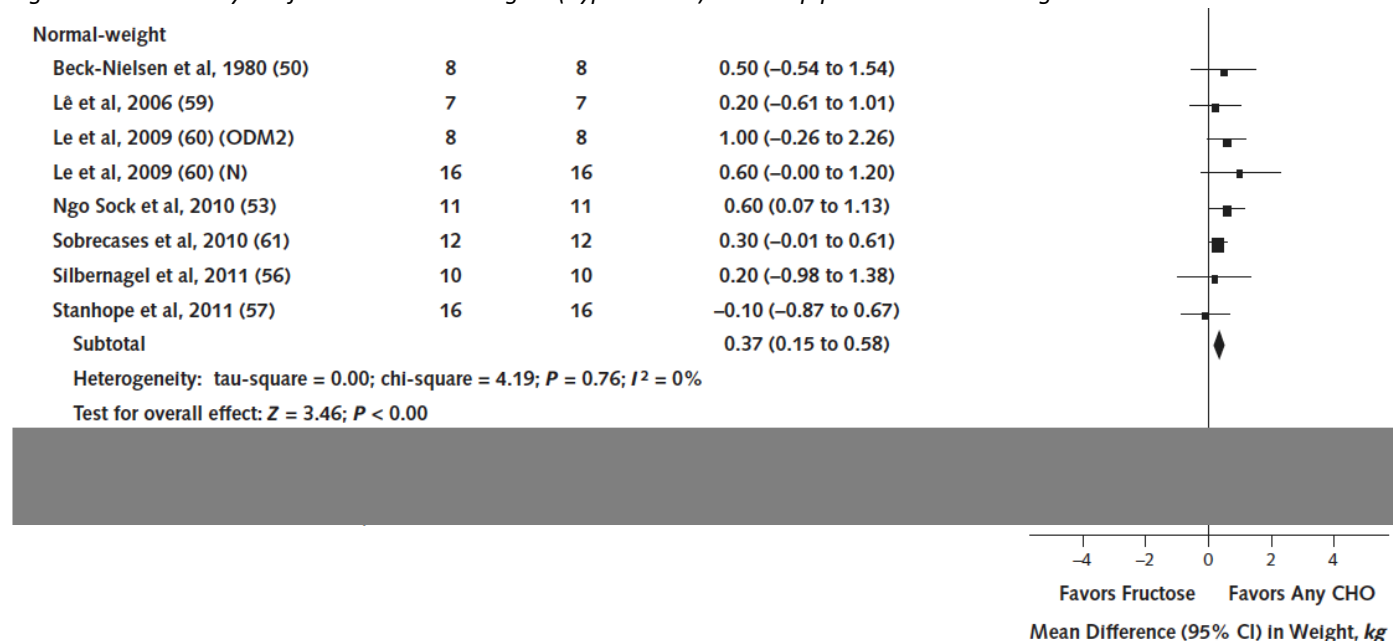 Normal-weight
Beck-Nielsen et al, 1980 (50) 8 8 0.50 (–0.54 to 1.54)
Lê et al, 2006 (59) 7 7 0.20 (–0.61 to 1.01)
Le et al, 2009 (60) (ODM2) 8 8 1.00 (–0.26 to 2.26)
Le et al, 2009 (60) (N) 16 16 0.60 (–0.00 to 1.20)
Ngo Sock et al, 2010 (53) 11 11 0.60 (0.07 to 1.13)
Sobrecases et al, 2010 (61) 12 12 0.30 (–0.01 to 0.61)
Silbernagel et al, 2011 (56) 10 10 0.20 (–0.98 to 1.38)
Stanhope et al, 2011 (57) 16 16 –0.10 (–0.87 to 0.67)
Subtotal 0.37 (0.15 to 0.58)
Heterogeneity: tau-square = 0.00; chi-square = 4.19; P = 0.76; I² = 0%
Test for overall effect: Z = 3.46; P < 0.00
–4 –2 0 2 4
Favors Fructose Favors Any CHO
Mean Difference (95% CI) in Weight, kg